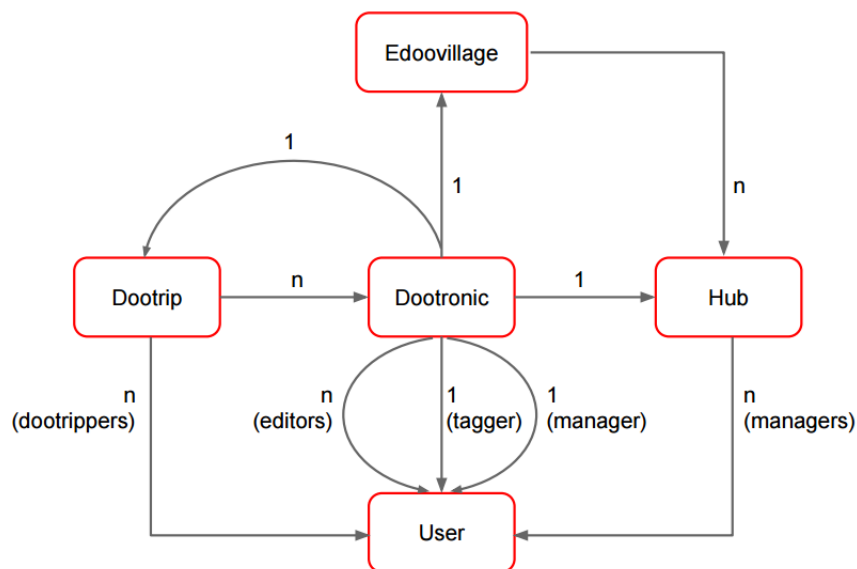 Edoovillage
1
1
n
Dootrip
n
Dootronic
1
Hub
n
(dootrippers)
n
(editors)
1
(tagger)
1
(manager)
n
(managers)
User